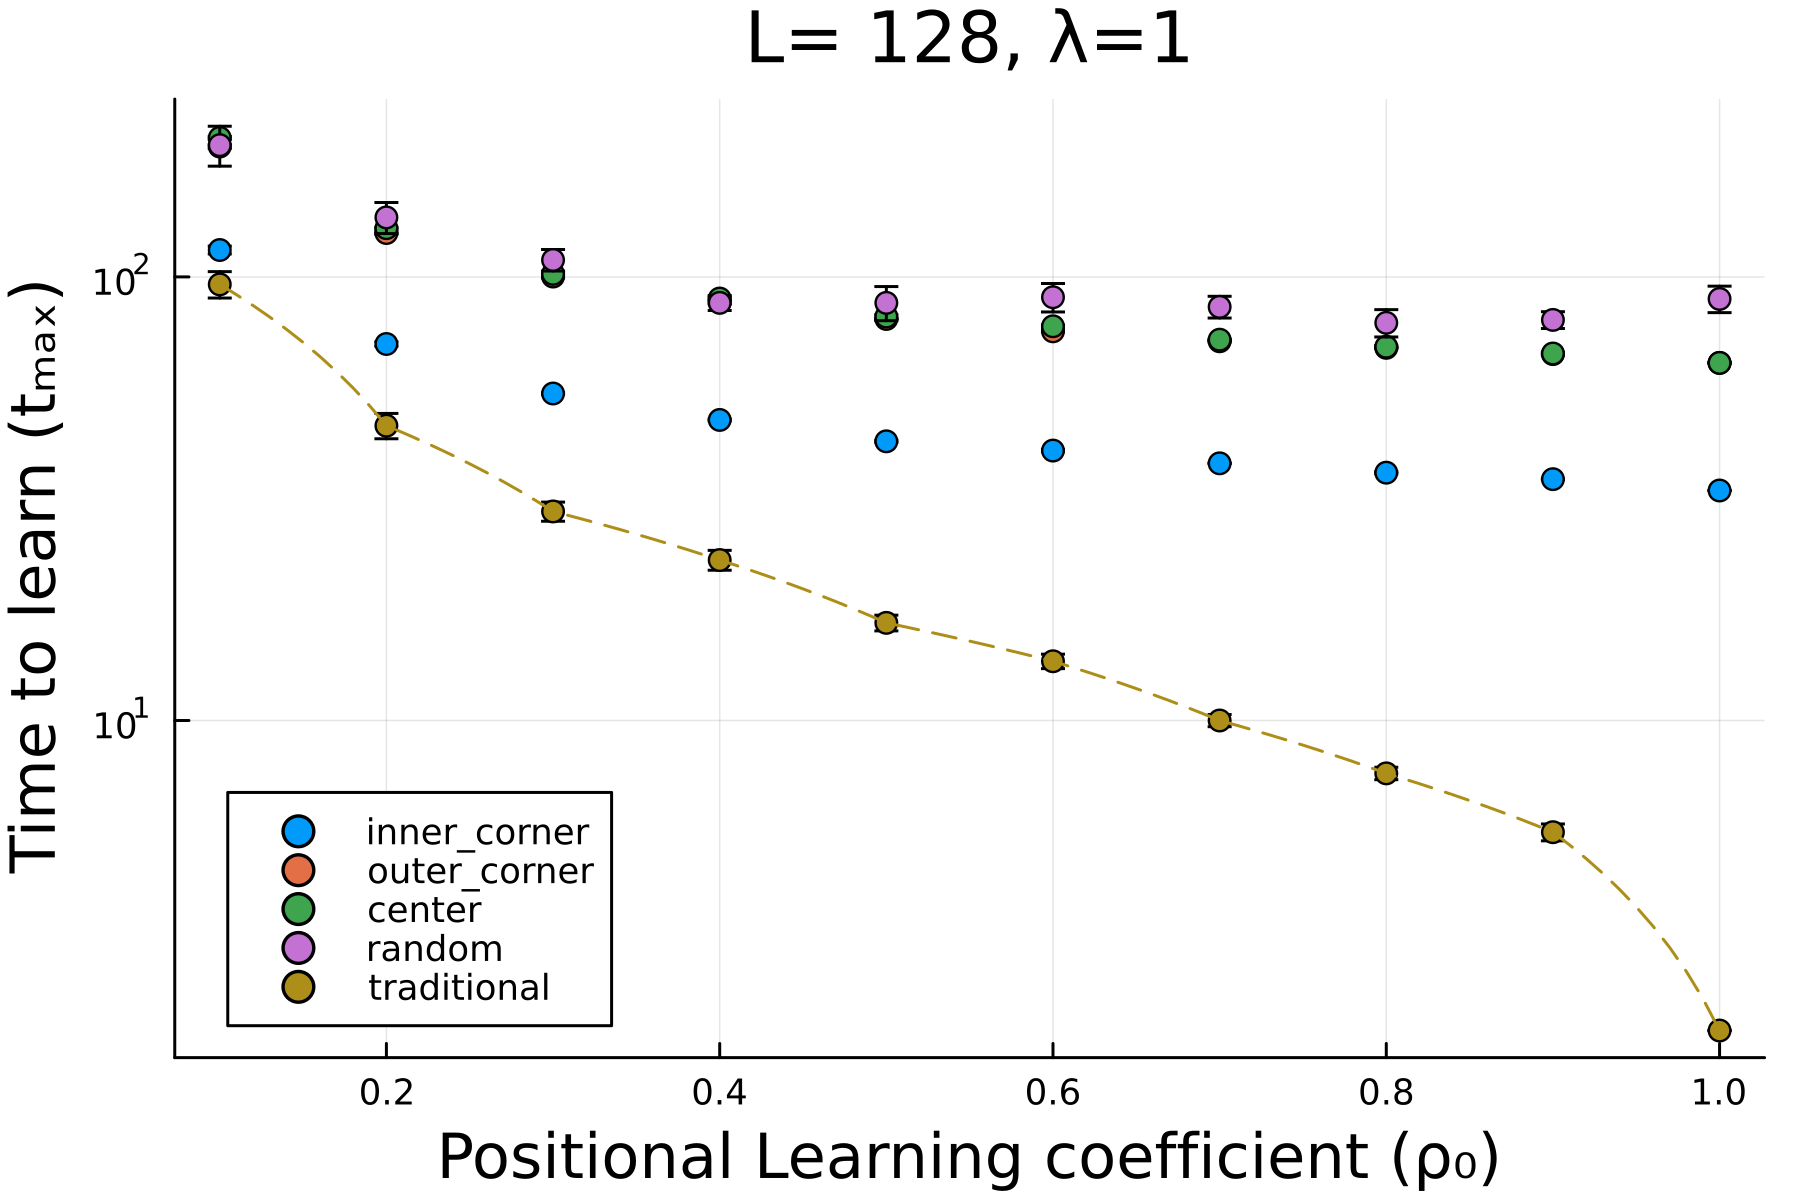 L= 128, λ=1
Time to learn (tₘₐₓ)
10²
10¹
inner_corner
outer_corner
center
random
traditional
0.2 0.4 0.6 0.8 1.0
Positional Learning coefficient (ρ₀)